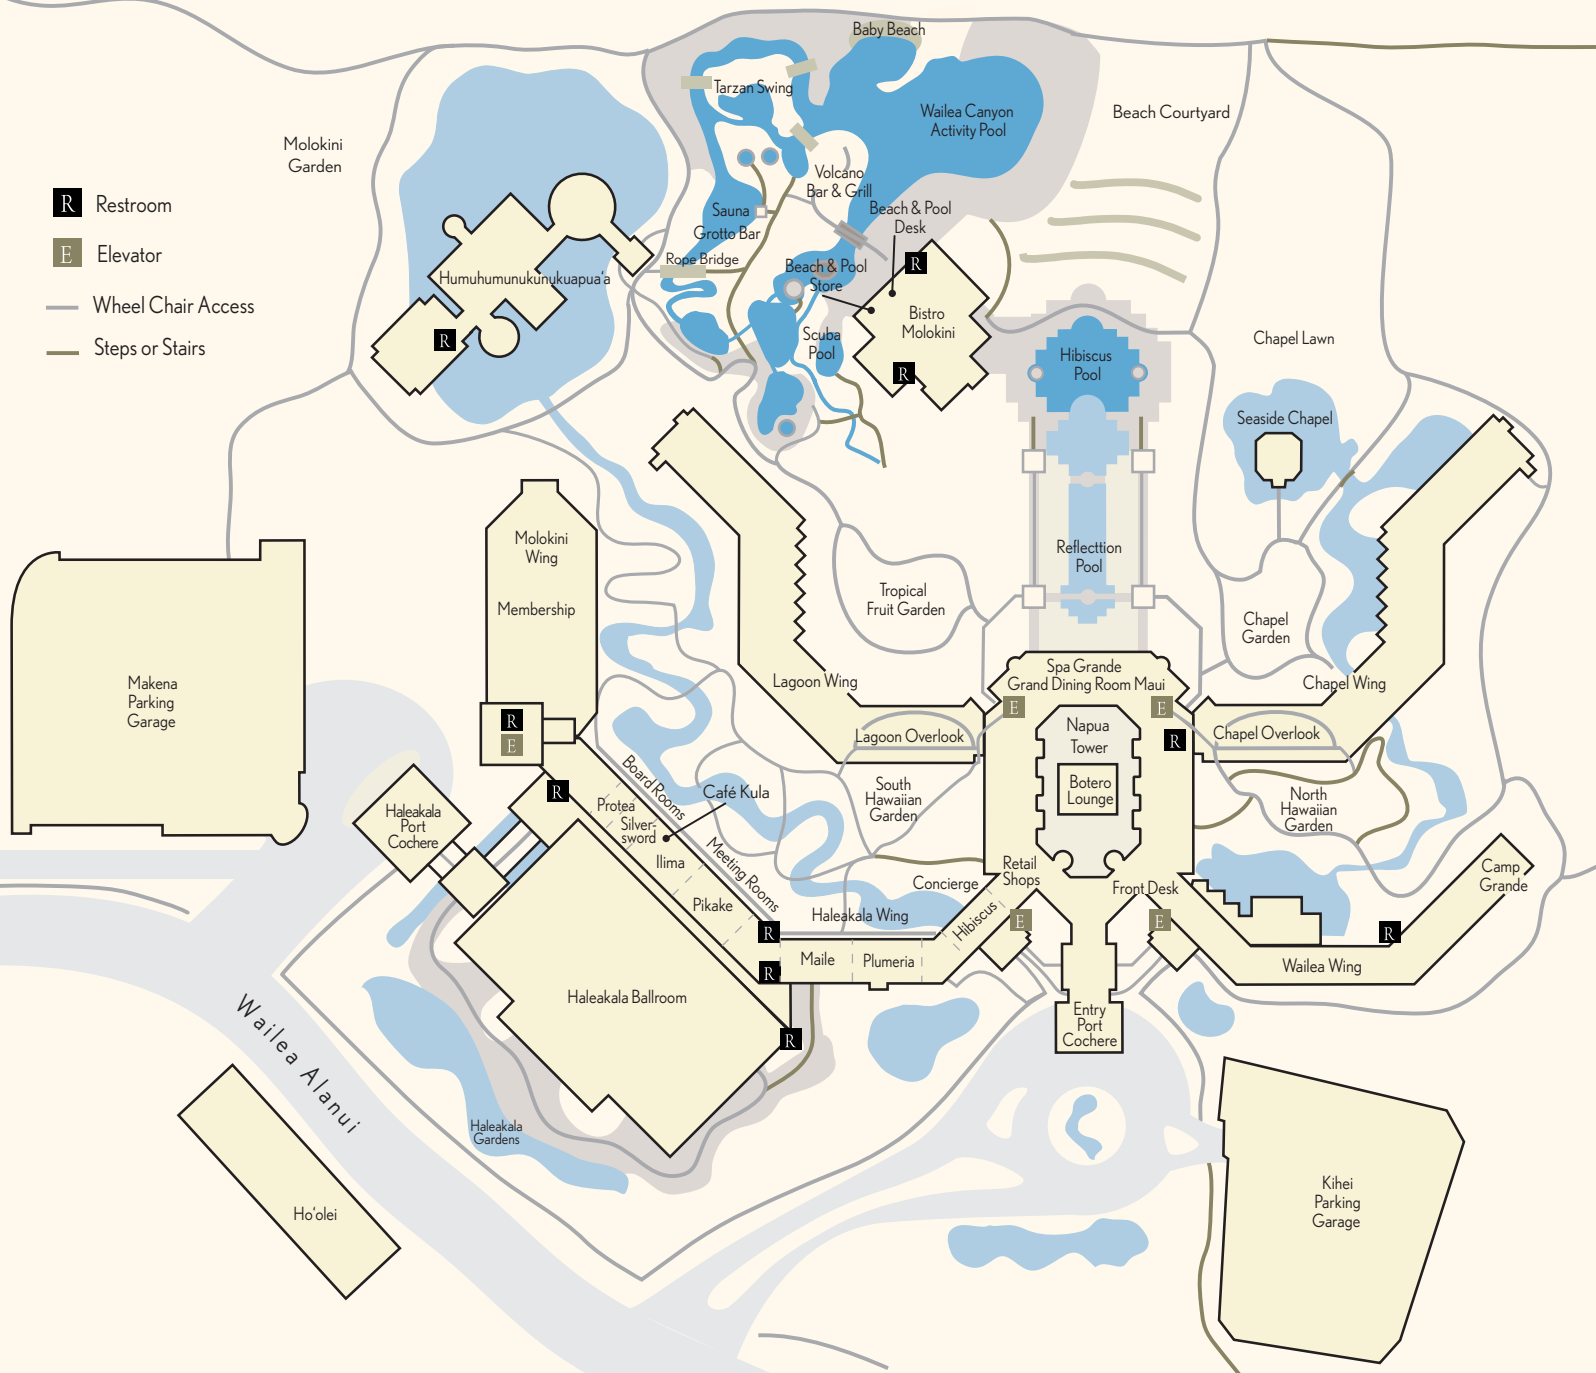 Baby Beach
Tarzan Swing
Wailea Canyon
Activity Pool
Beach Courtyard
Molokini
Garden
Volcano
Bar & Grill
R Restroom
E Elevator
Wheel Chair Access
Steps or Stairs
Sauna
Grotto Bar
Beach & Pool
Desk
Rope Bridge
Beach & Pool
Store
R
Humuhumunukunukuapua'a
R
Bistro
Molokini
Scuba
Pool
R
Hibiscus
Pool
Chapel Lawn
Seaside Chapel
Molokini
Wing
Membership
Reflecttion
Pool
Tropical
Fruit Garden
Chapel
Garden
Makena
Parking
Garage
Lagoon Wing
Spa Grande
Grand Dining Room Maui
Chapel Wing
E
E
R
E
Lagoon Overlook
Napua
Tower
R
Chapel Overlook
Board Rooms
Café Kula
R
Protea
Silver-
sword
South
Hawaiian
Garden
Botero
Lounge
North
Hawaiian
Garden
Haleakala
Port
Cochere
Ilima
Meeting Rooms
Retail
Shops
Concierge
Front Desk
Camp
Grande
Pikake
Haleakala Wing
Hibiscus
E
E
R
R
R
Maile
Plumeria
Wailea Wing
Haleakala Ballroom
R
Entry
Port
Cochere
Wailea Alanui
Haleakala
Gardens
Ho'olei
Kihei
Parking
Garage